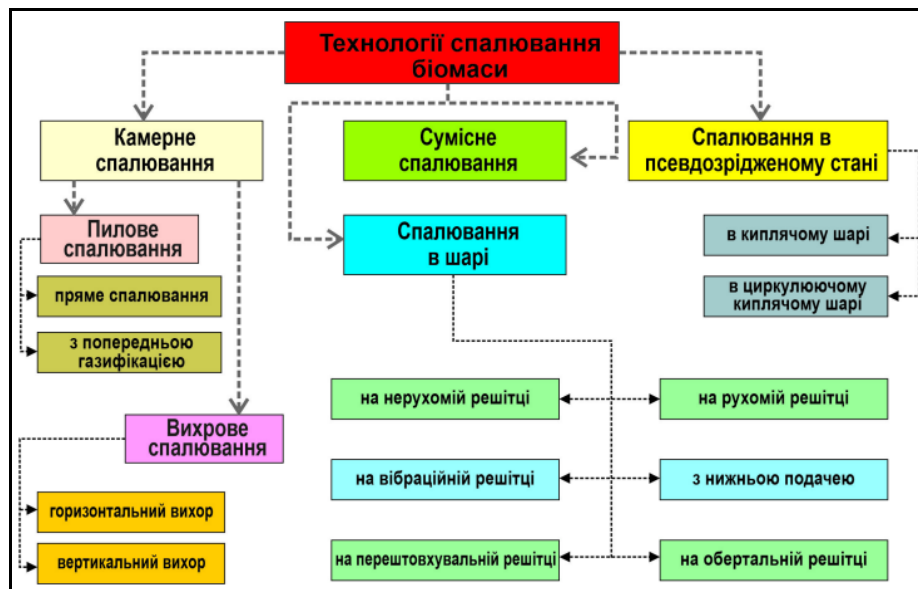 Технології спалювання
біомаси
Камерне
спалювання
Сумісне
спалювання
Спалювання в
псевдозрідженому стані
Пилове
спалювання
Спалювання
в шарі
в киплячому шарі
в циркулюючому
киплячому шарі
пряме спалювання
з попередньою
газифікацією
на нерухомій решітці
на рухомій решітці
Вихрове
спалювання
на вібраційній решітці
з нижньою подачею
горизонтальний вихор
вертикальний вихор
на перештовхувальній решітці
на обертальній решітці